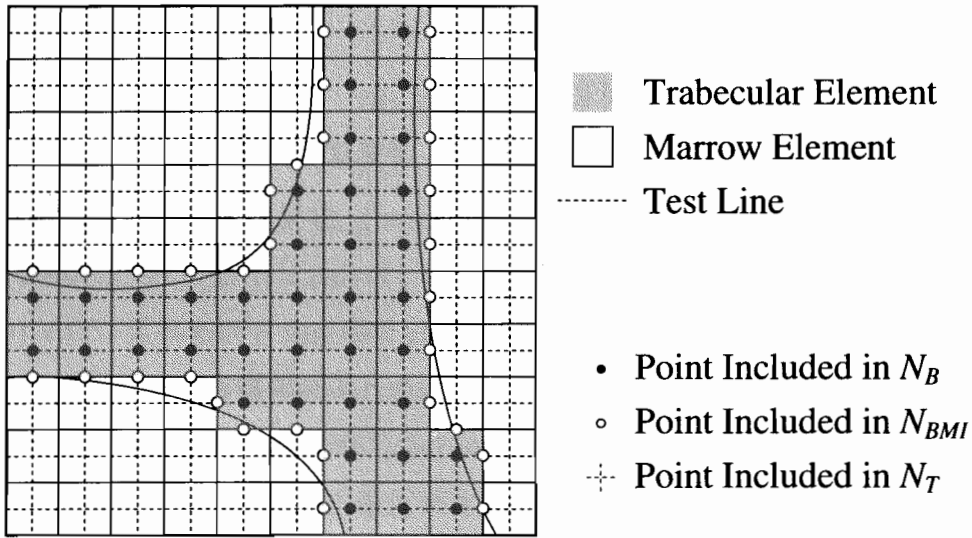 Trabecular Element
Marrow Element
Test Line
Point Included in N_B
Point Included in N_BMI
Point Included in N_T